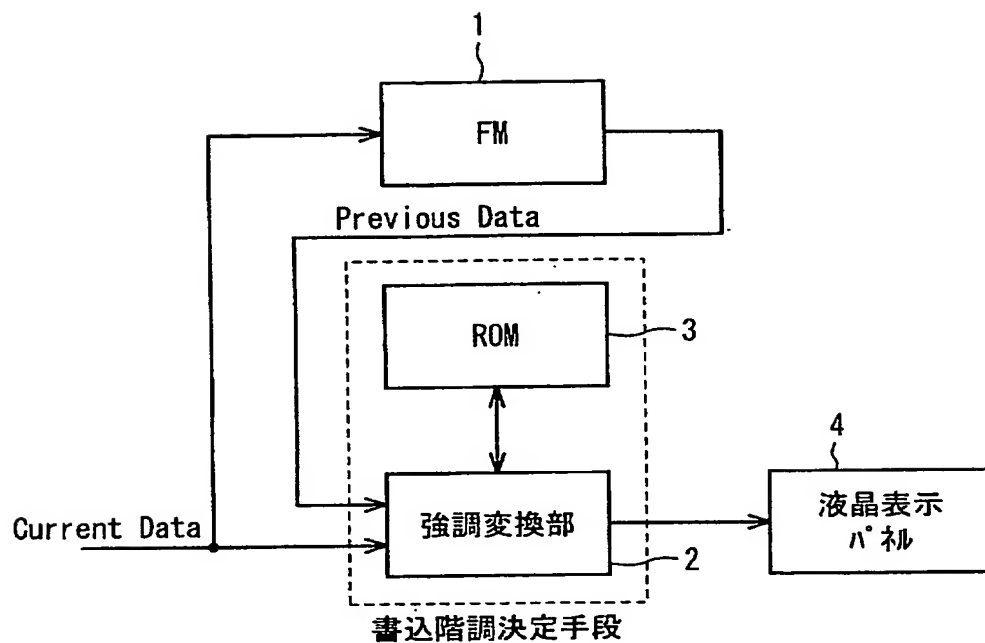 1
FM
Previous Data
ROM
3
4
Current Data
強調変換部
液晶表示
パネル
2
書込階調決定手段